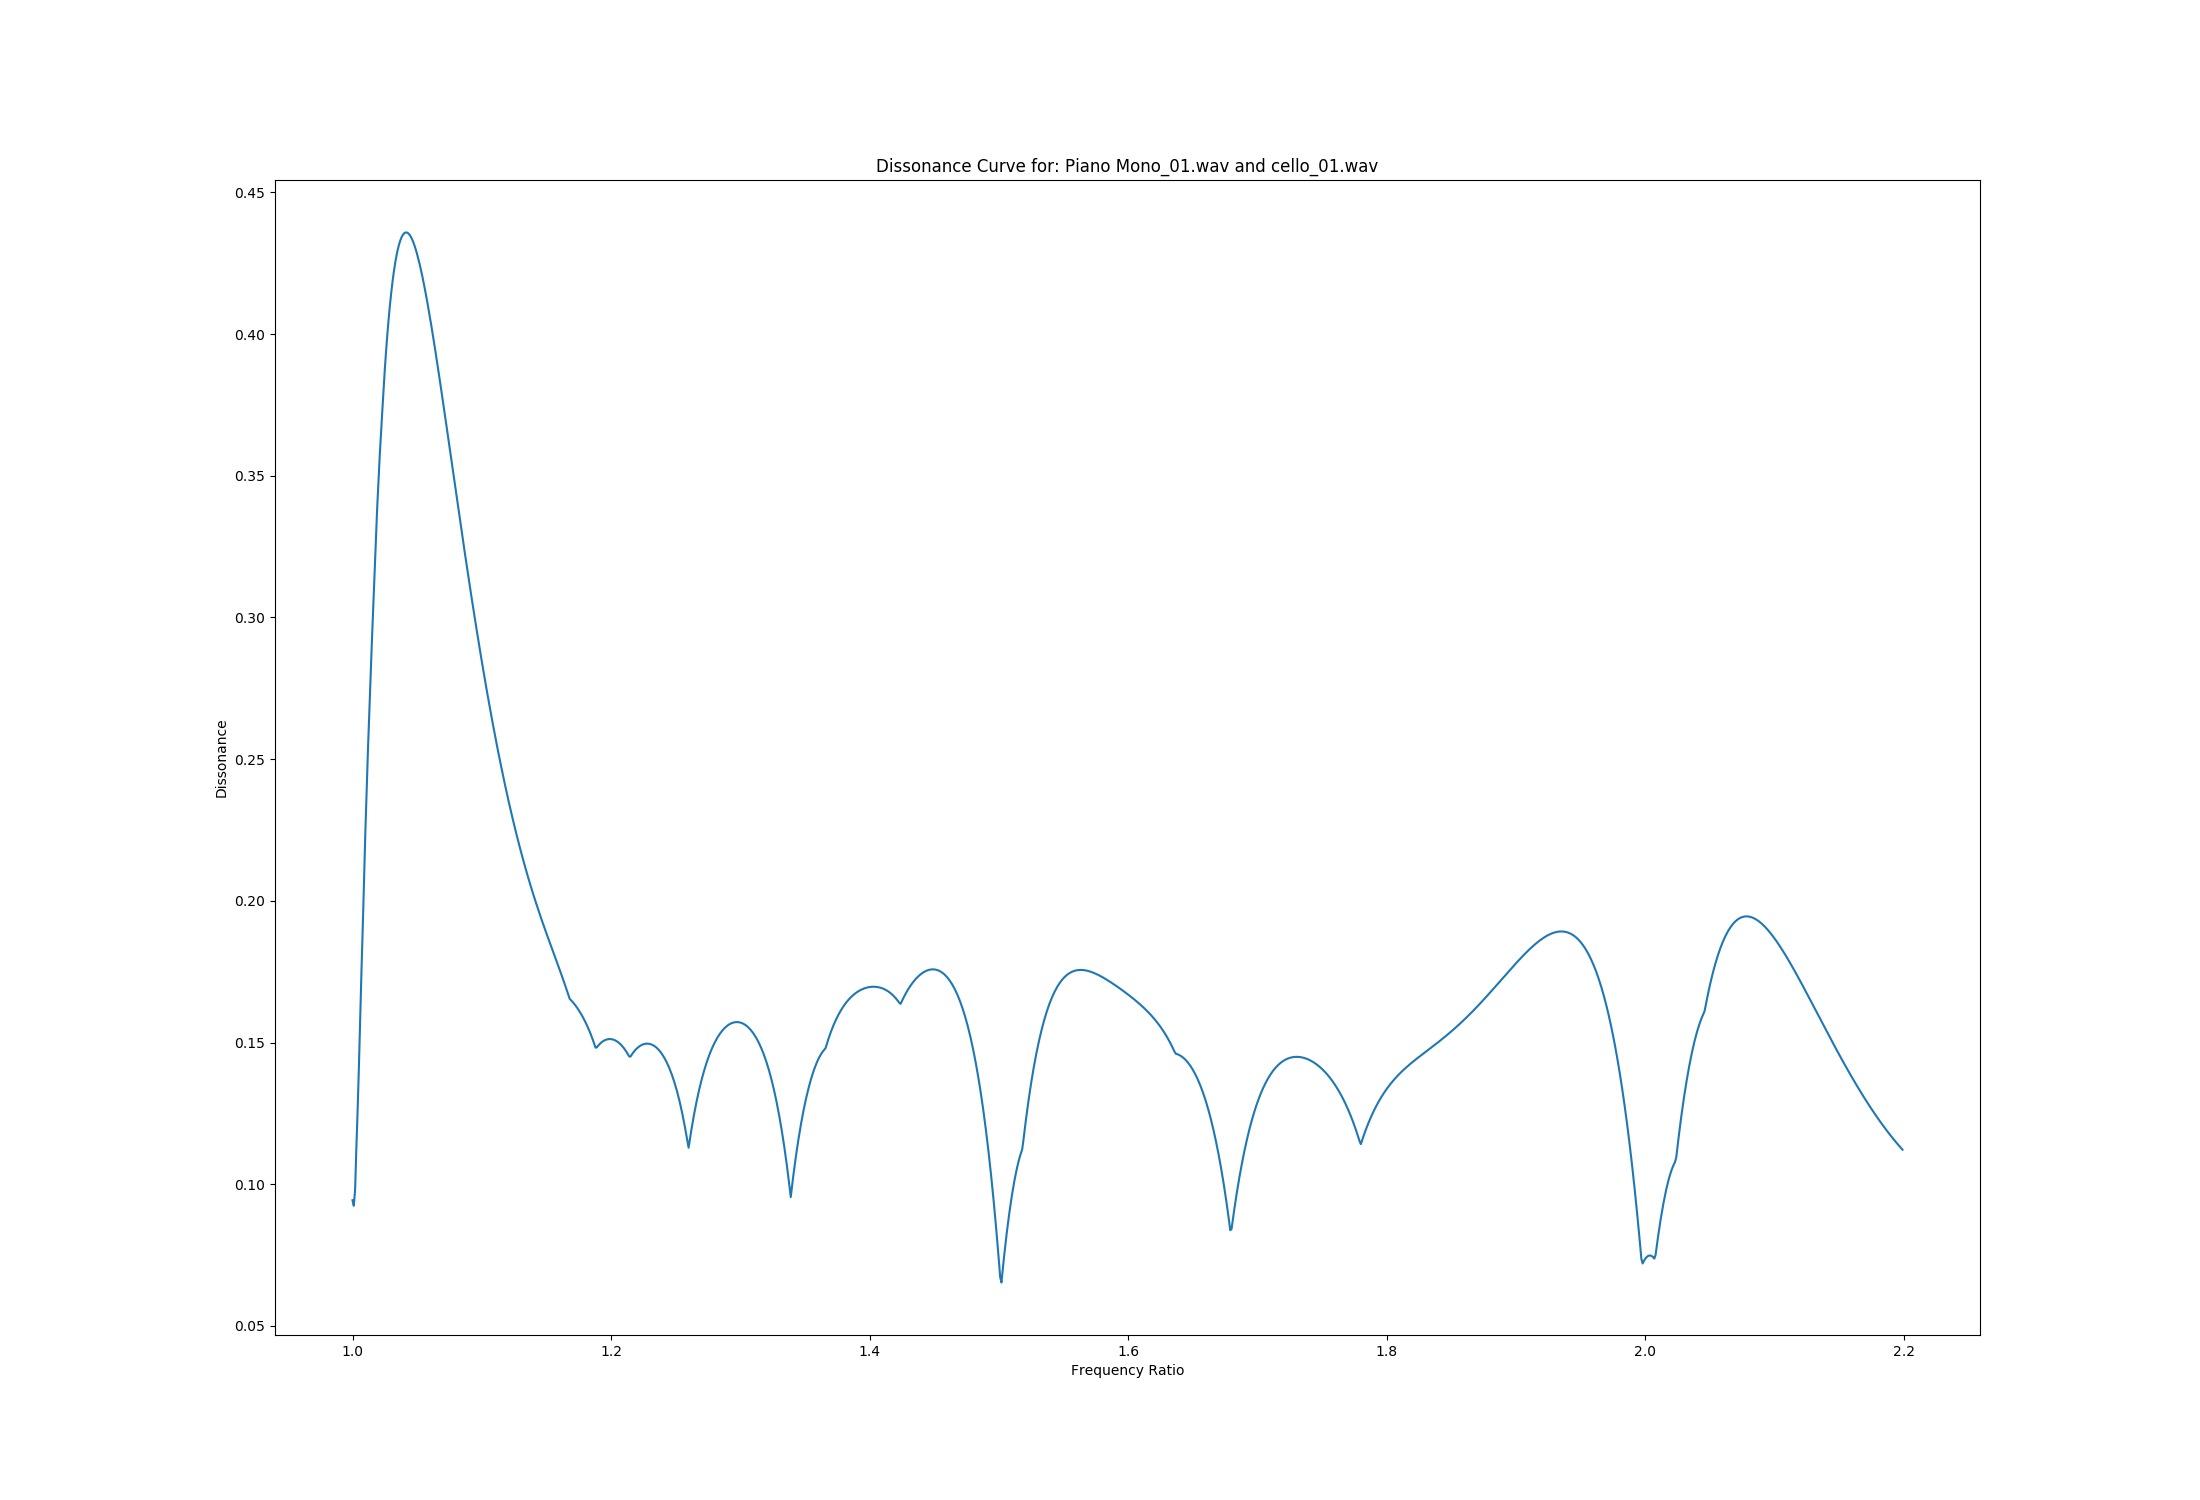 Dissonance Curve for: Piano Mono_01.wav and cello_01.wav
0.45
0.40
0.35
0.30
0.25
0.20
0.15
0.10
0.05
Dissonance
1.0 1.2 1.4 1.6 1.8 2.0 2.2
Frequency Ratio